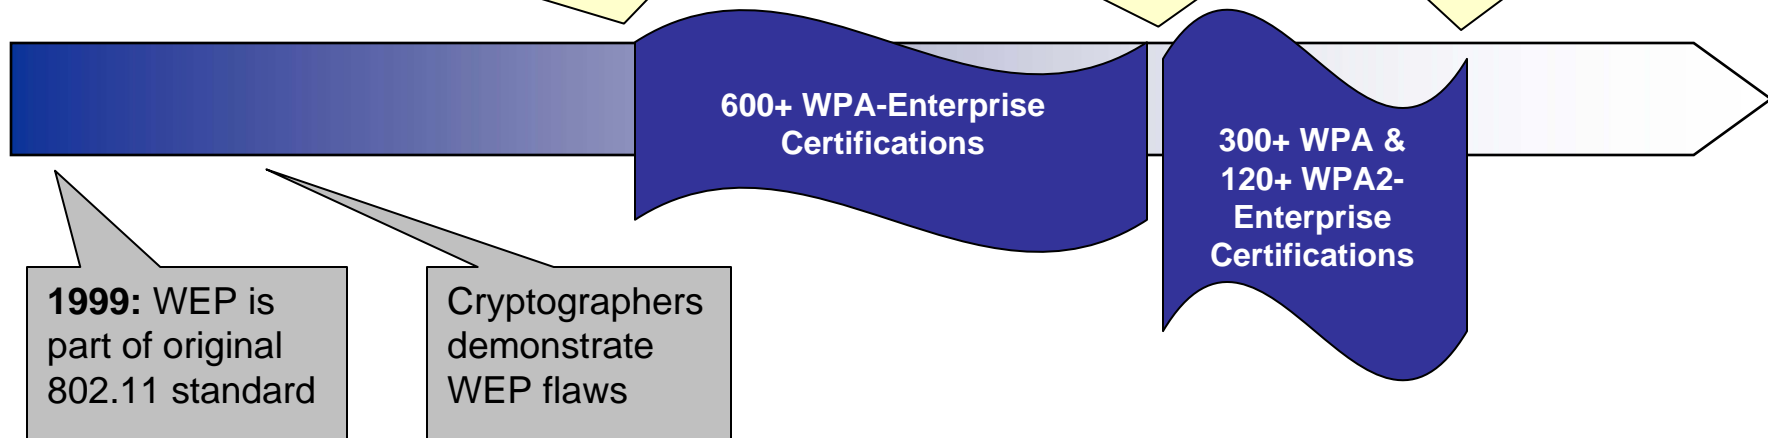 600+ WPA-Enterprise
Certifications
300+ WPA &
120+ WPA2-
Enterprise
Certifications
1999: WEP is
part of original
802.11 standard
Cryptographers
demonstrate
WEP flaws